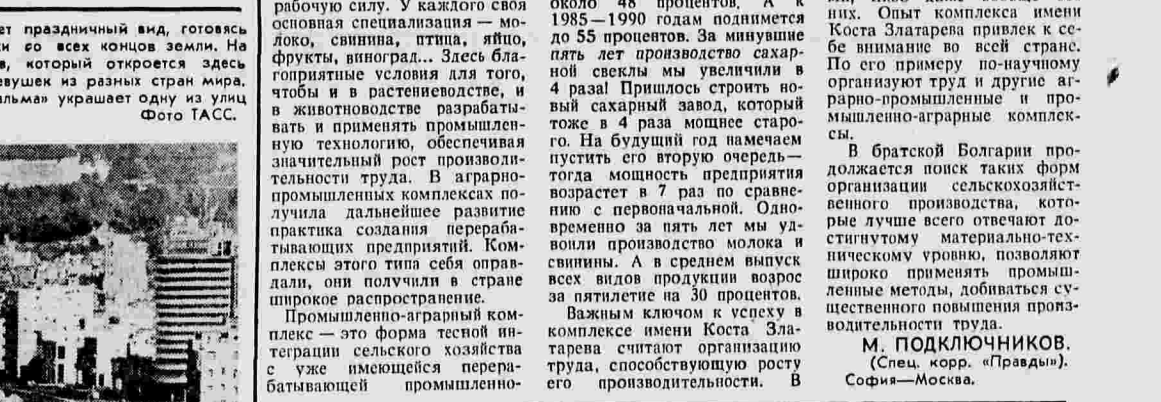 ет праздничный вид, готовясь
со всех концов земли. На
в, который откроется здесь
евушек из разных стран мира.
льма» украшает одну из улиц
Фото ТАСС.
рабочую силу. У каждого своя
основная специализация — мо-
локо, свинина, птица, яйцо,
фрукты, виноград... Здесь бла-
гоприятные условия для того,
чтобы и в растениеводстве, и
в животноводстве разрабаты-
вать и применять промышлен-
ную технологию, обеспечивая
значительный рост производи-
тельности труда. В аграрно-
промышленных комплексах по-
лучила дальнейшее развитие
практика создания перераба-
тывающих предприятий. Ком-
плексы этого типа себя оправ-
дали, они получили в стране
широкое распространение.
Промышленно-аграрный ком-
плекс — это форма тесной ин-
теграции сельского хозяйства
с уже имеющейся перера-
батывающей промышленно-
около 48 процентов. А к
1985—1990 годам поднимется
до 55 процентов. За минувшие
пять лет производство сахар-
ной свеклы мы увеличили в
4 раза! Пришлось строить но-
вый сахарный завод, который
тоже в 4 раза мощнее старо-
го. На будущий год намечаем
пустить его вторую очередь—
тогда мощность предприятия
возрастет в 7 раз по сравне-
нию с первоначальной. Одно-
временно за пять лет мы уд-
воили производство молока и
свинины. А в среднем выпуск
всех видов продукции возрос
за пятилетие на 30 процентов.
Важным ключом к успеху в
комплексе имени Коста Зла-
тарева считают организацию
труда, способствующую росту
его производительности. В
них. Опыт комплекса имени
Коста Златарева привлек к се-
бе внимание во всей стране.
По его примеру по-научному
организуют труд и другие аг-
рарно-промышленные и про-
мышленно-аграрные комплек-
сы.
В братской Болгарии про-
должается поиск таких форм
организации сельскохозяйст-
венного производства, кото-
рые лучше всего отвечают до-
стигнутому материально-тех-
ническому уровню, позволяют
широко применять промыш-
ленные методы, добиваться су-
щественного повышения произ-
водительности труда.
М. ПОДКЛЮЧНИКОВ.
(Спец. корр. «Правды»).
София—Москва.